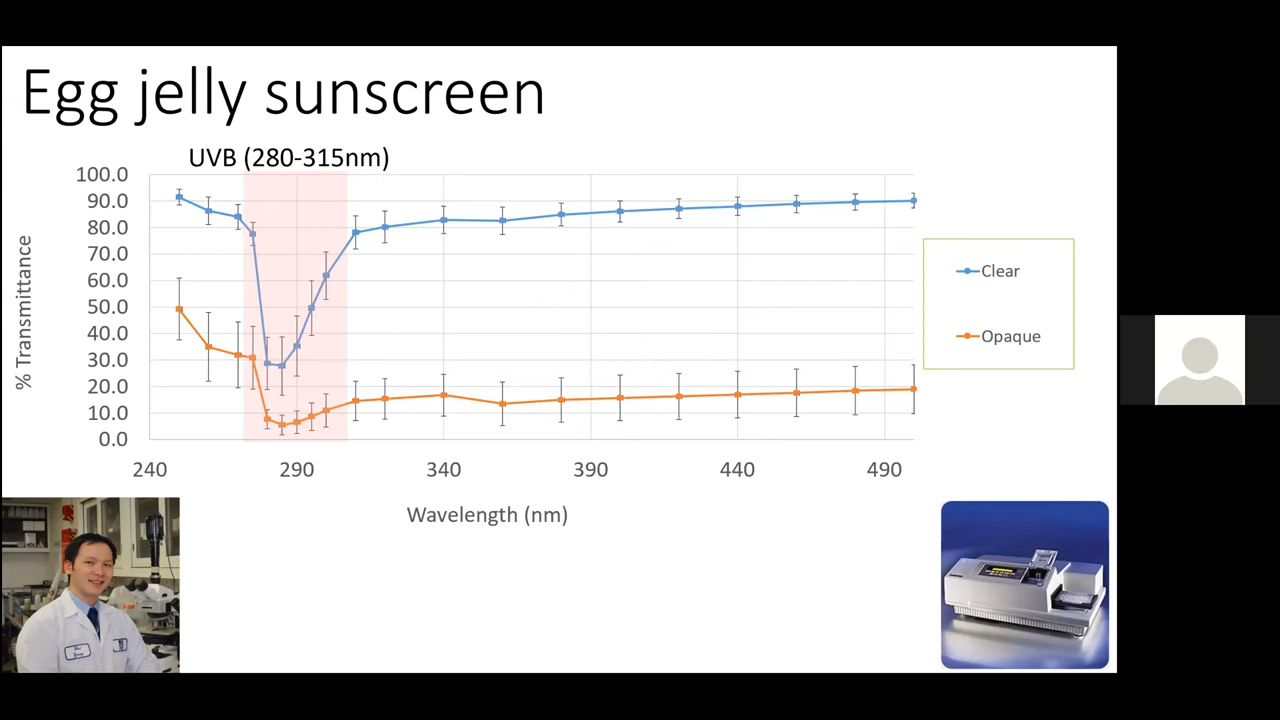 Egg jelly sunscreen
UVB (280-315nm)
% Transmittance
100.0
90.0
80.0
70.0
60.0
50.0
40.0
30.0
20.0
10.0
0.0
240 290 340 390 440 490
Wavelength (nm)
Clear
Opaque